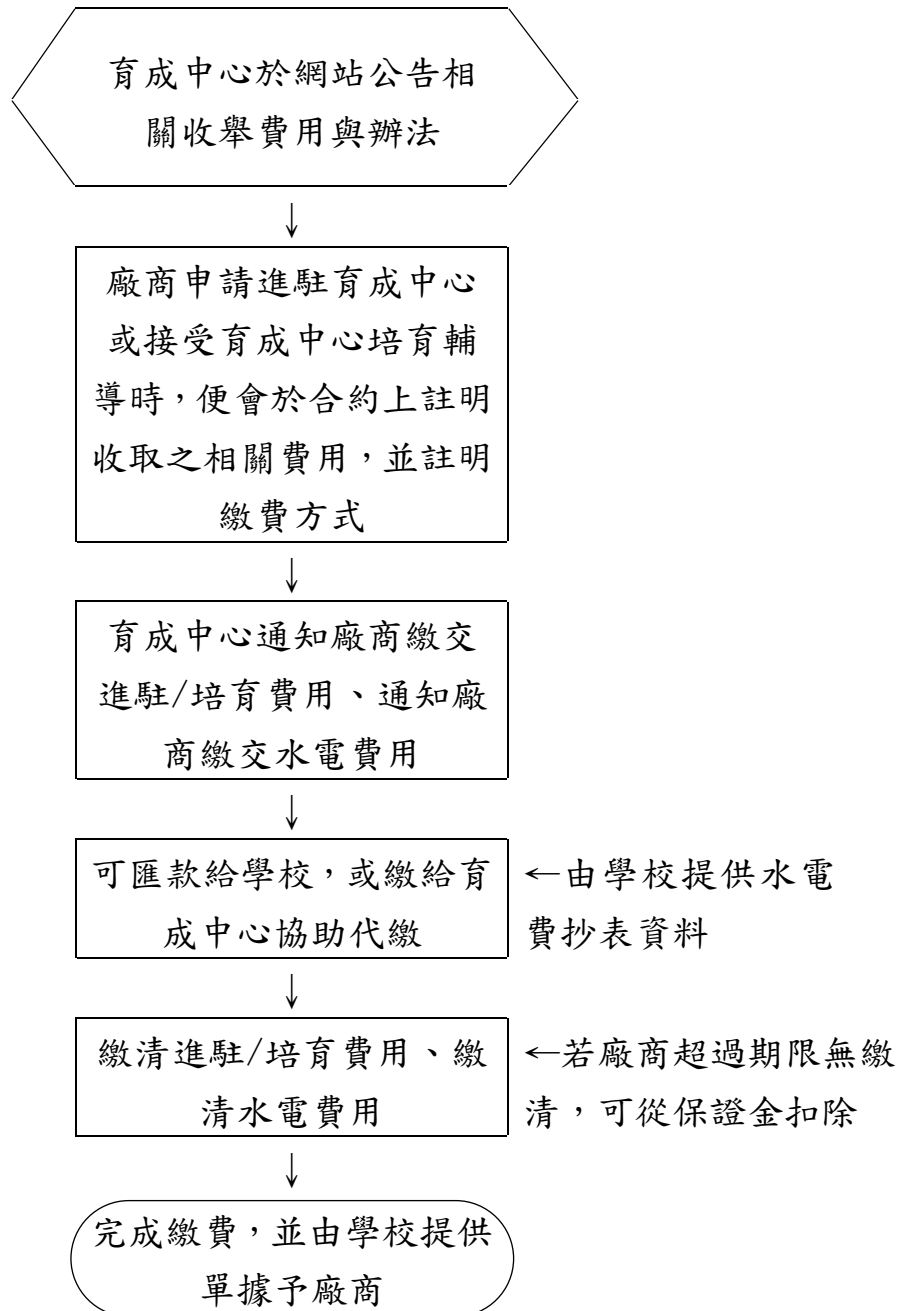 育成中心於網站公告相
關收舉費用與辦法
↓
廠商申請進駐育成中心
或接受育成中心培育輔
導時，便會於合約上註明
收取之相關費用，並註明
繳費方式
↓
育成中心通知廠商繳交
進駐/培育費用、通知廠
商繳交水電費用
↓
可匯款給學校，或繳給育
成中心協助代繳
←由學校提供水電
費抄表資料
↓
繳清進駐/培育費用、繳
清水電費用
←若廠商超過期限無繳
清，可從保證金扣除
↓
完成繳費，並由學校提供
單據予廠商